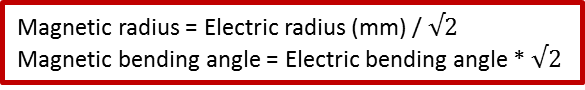 Magnetic radius = Electric radius (mm) / √2
Magnetic bending angle = Electric bending angle * √2